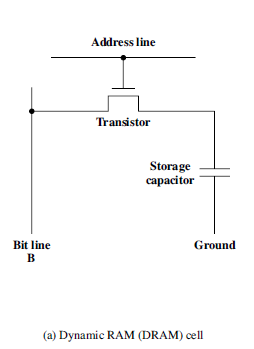 Address line
Transistor
Storage
capacitor
Bit line
B
Ground
(a) Dynamic RAM (DRAM) cell